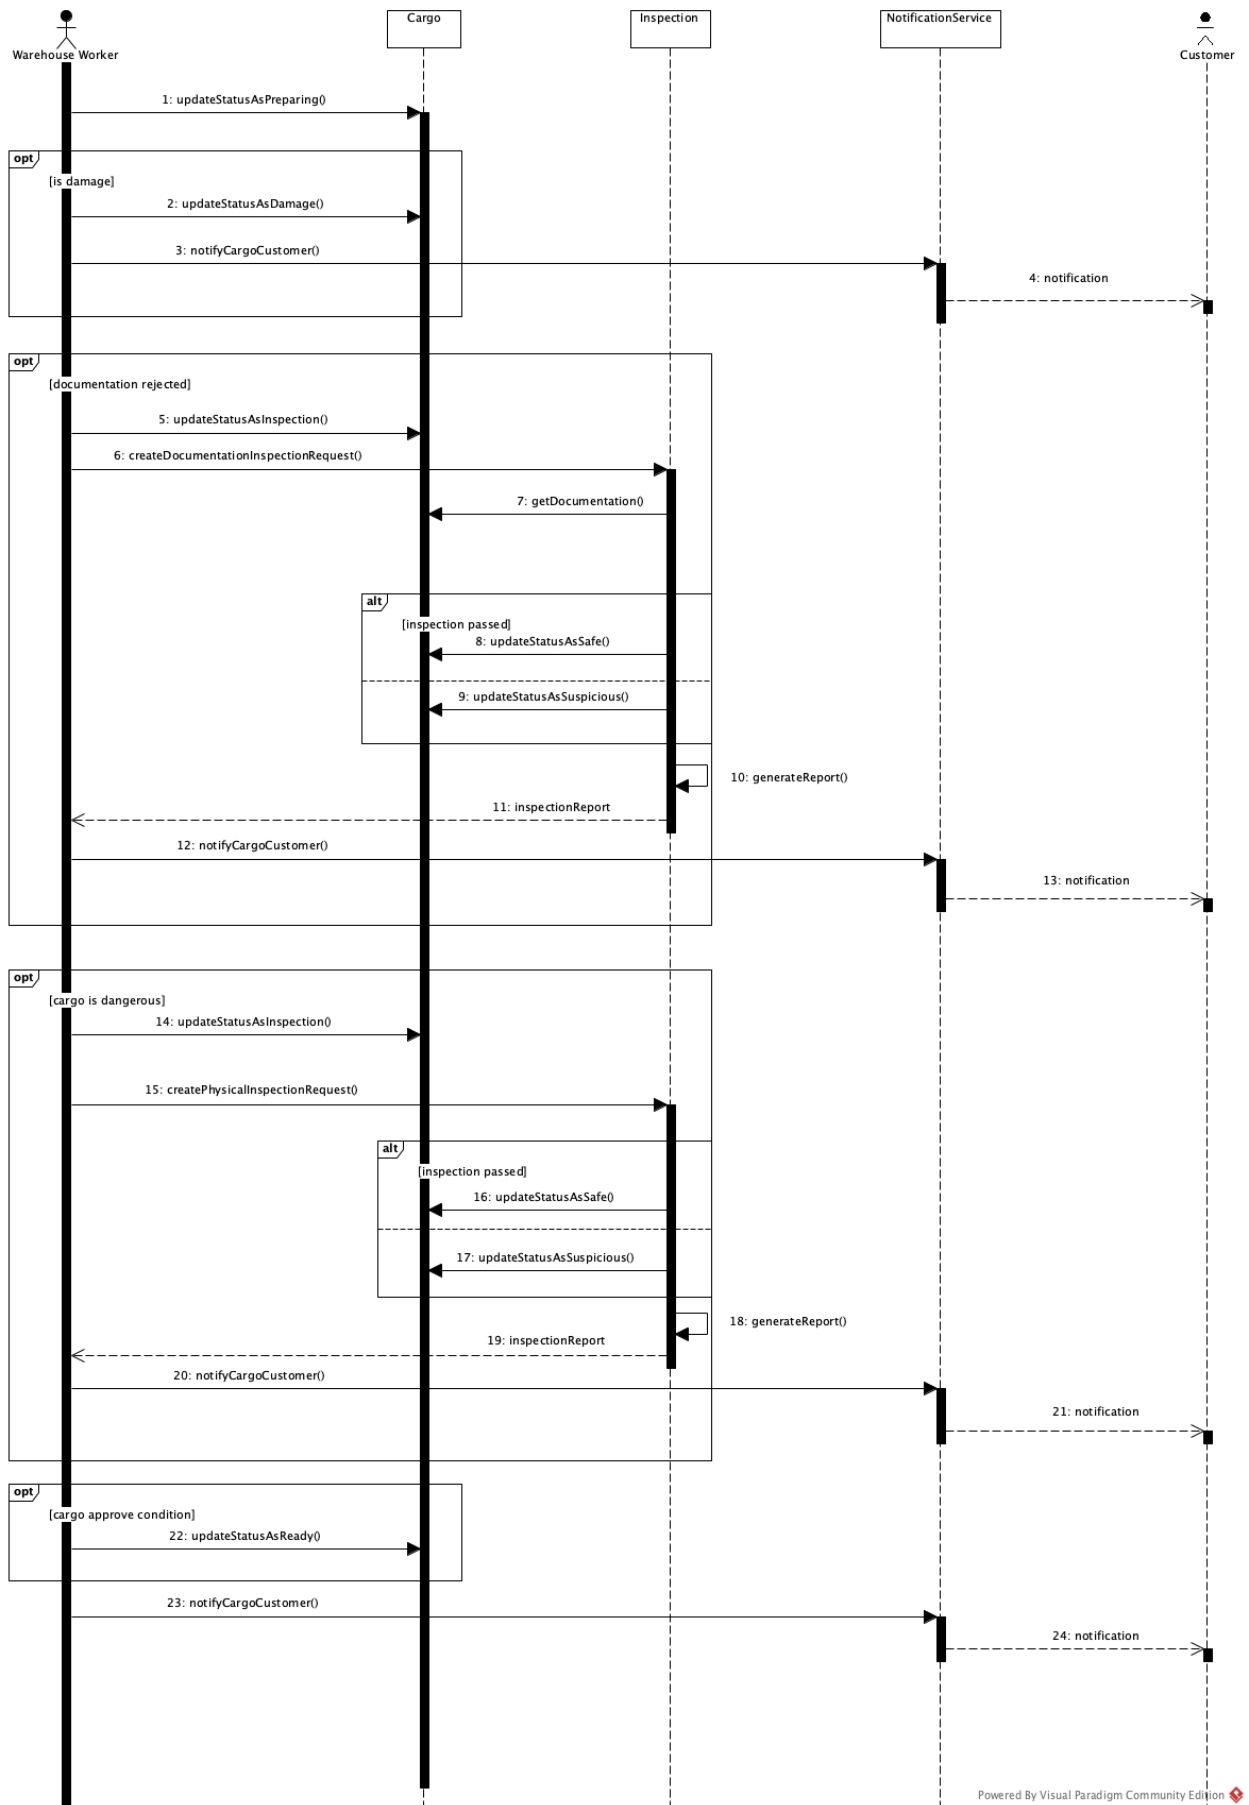 Cargo
Inspection
NotificationService
Warehouse Worker
Customer
1: updateStatusAsPreparing()
opt
[is damage]
2: updateStatusAsDamage()
3: notifyCargoCustomer()
4: notification
opt
[documentation rejected]
5: updateStatusAsInspection()
6: createDocumentationInspectionRequest()
7: getDocumentation()
alt
[inspection passed]
8: updateStatusAsSafe()
9: updateStatusAsSuspicious()
10: generateReport()
11: inspectionReport
12: notifyCargoCustomer()
13: notification
opt
[cargo is dangerous]
14: updateStatusAsInspection()
15: createPhysicalInspectionRequest()
alt
[inspection passed]
16: updateStatusAsSafe()
17: updateStatusAsSuspicious()
18: generateReport()
19: inspectionReport
20: notifyCargoCustomer()
21: notification
opt
[cargo approve condition]
22: updateStatusAsReady()
23: notifyCargoCustomer()
24: notification
Powered By Visual Paradigm Community Edition